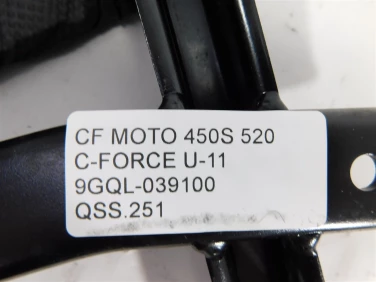 CF MOTO 450S 520
C-FORCE U-11
9GQL-039100
QSS.251